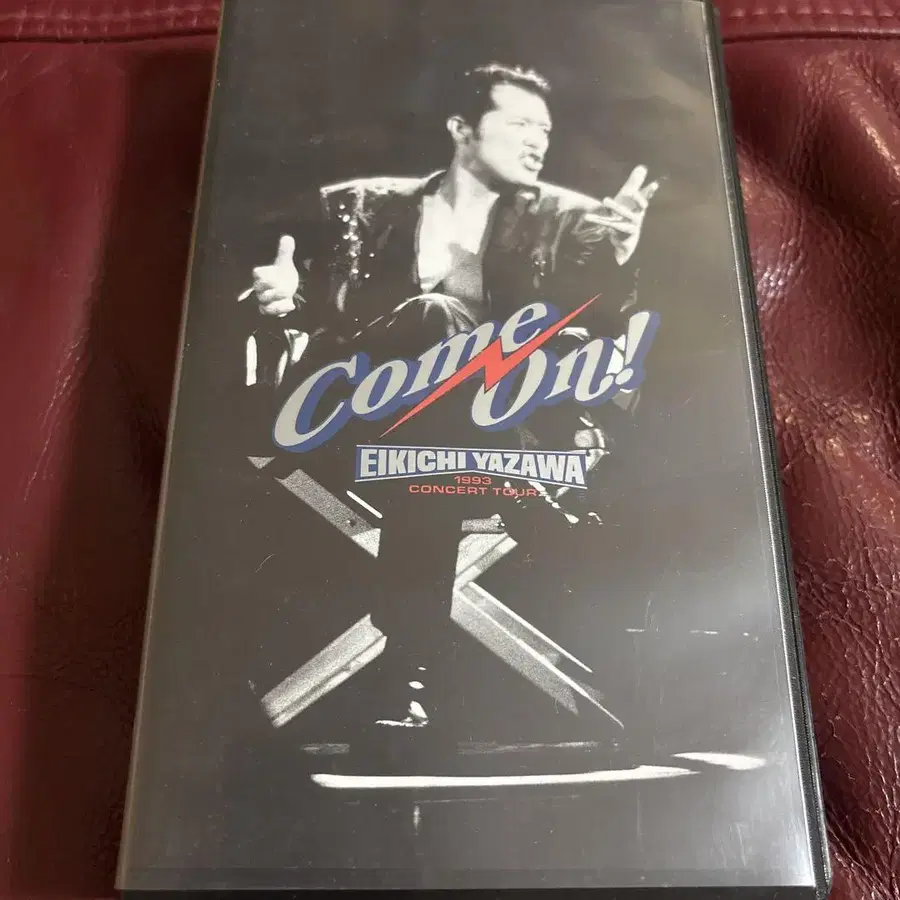 Come On!
EIKICHI YAZAWA
1993
CONCERT TOUR